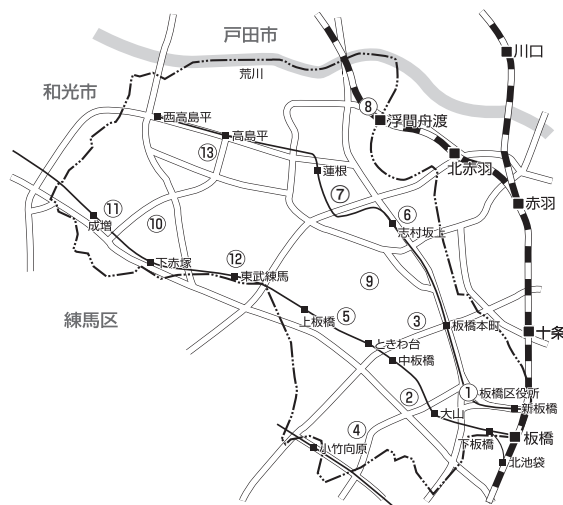 戸田市
川口
荒川
和光市
⑧
浮間舟渡
西高島平
高島平
⑬
蓮根
北赤羽
⑦
赤羽
⑪
成増
⑩
⑥
志村坂上
下赤塚
⑫
東武練馬
⑨
練馬区
上板橋
⑤
③
板橋本町
十条
ときわ台
中板橋
①
板橋区役所
②
大山
新板橋
④
小竹向原
下板橋
板橋
北池袋